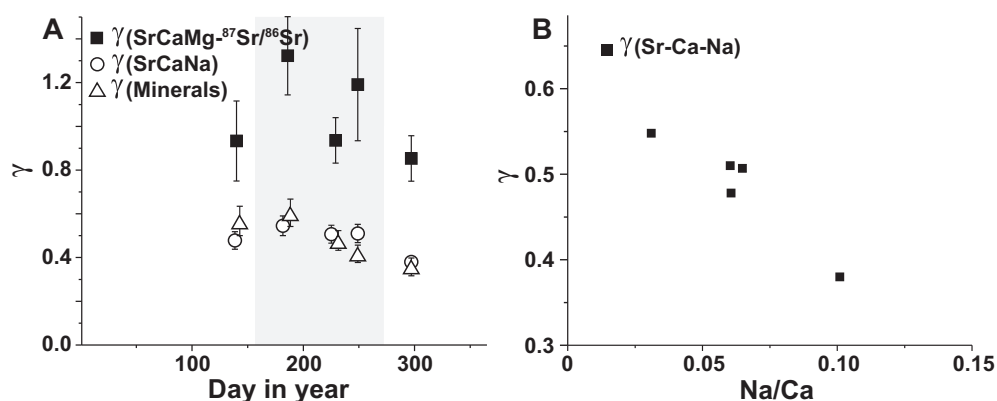 A
■ γ(SrCaMg-⁸⁷Sr/⁸⁶Sr)
○ γ(SrCaNa)
△ γ(Minerals)
1.2
0.8
0.4
0.0
γ
100 200 300
Day in year
B
■ γ(Sr-Ca-Na)
0.6
0.5
0.4
0.3
γ
0 0.05 0.10 0.15
Na/Ca